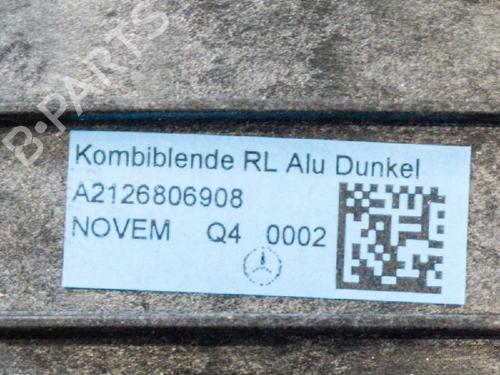 B-PARTS
Kombiblende RL Alu Dunkel
A2126806908
NOVEM Q4 0002